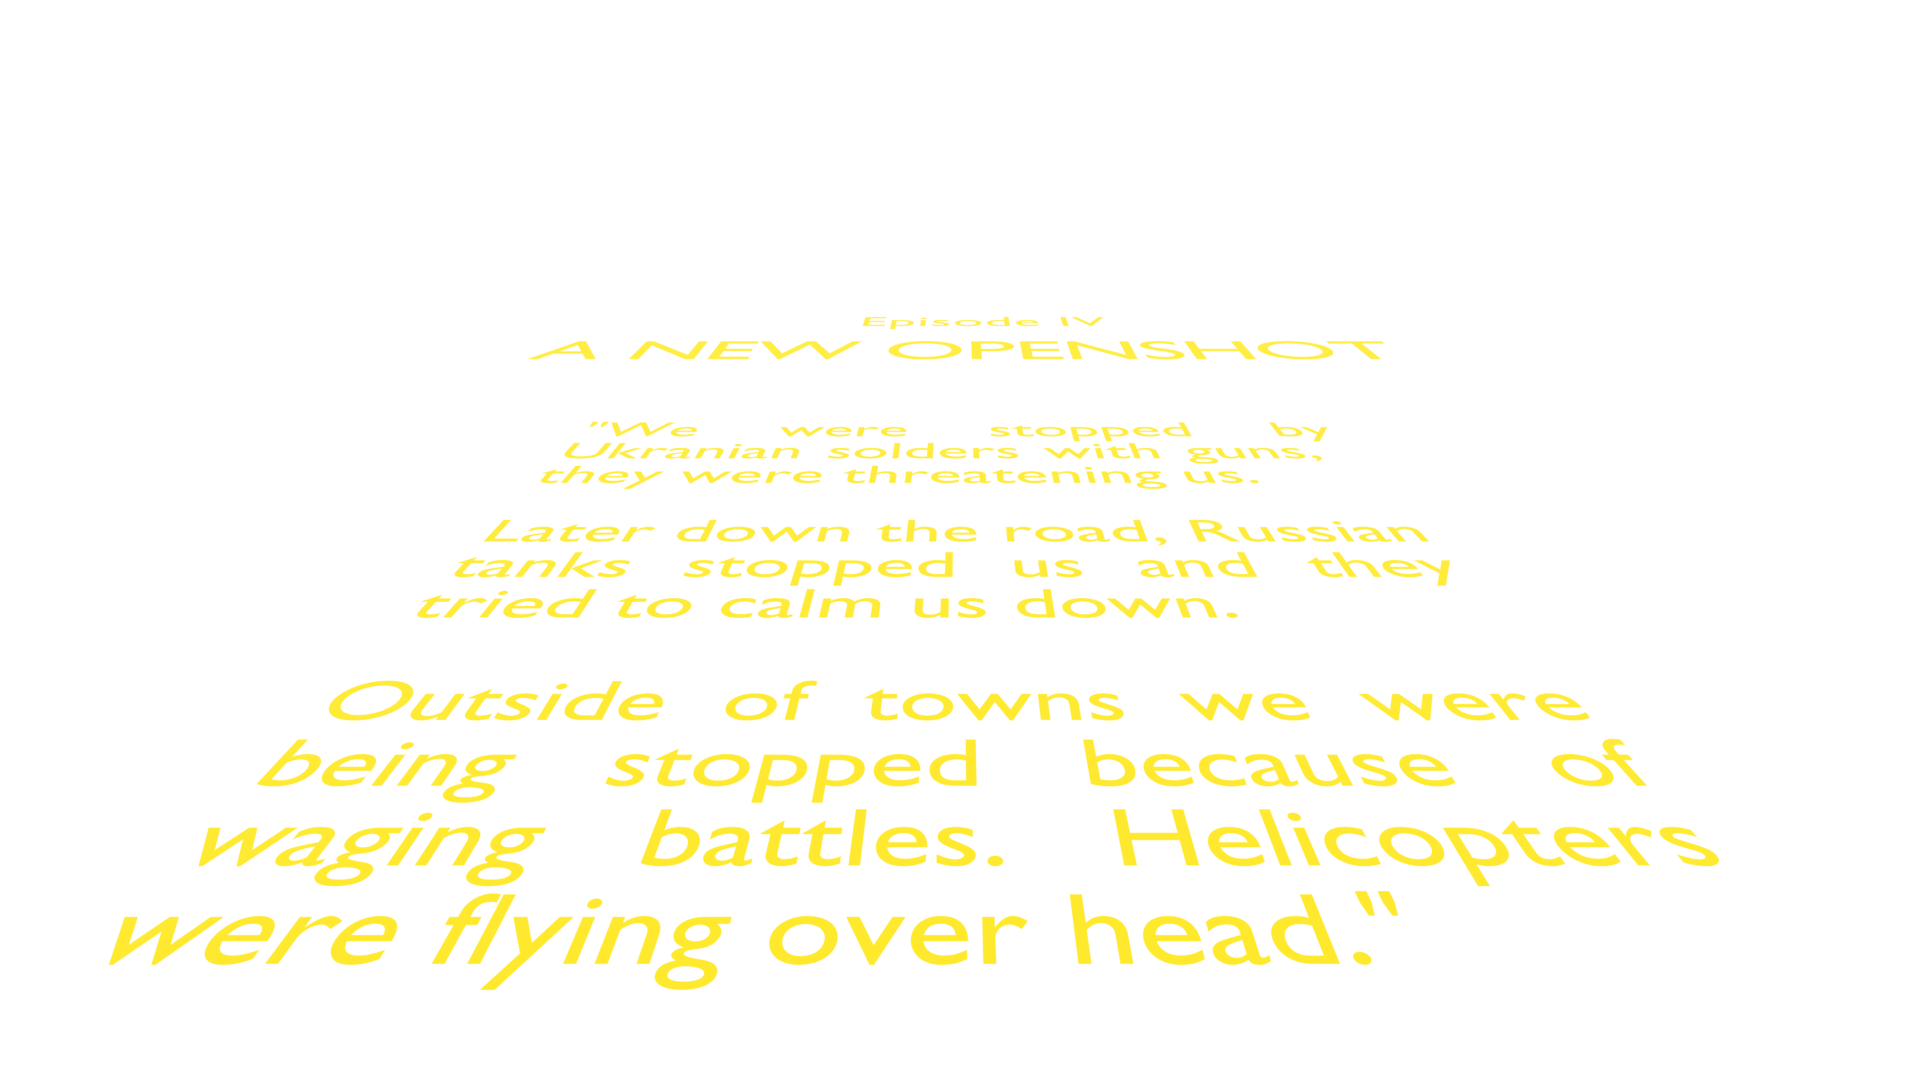 Episode IV
A NEW OPENSHOT
"We were stopped by
Ukranian solders with guns,
they were threatening us.
Later down the road, Russian
tanks stopped us and they
tried to calm us down.
Outside of towns we were
being stopped because of
waging battles. Helicopters
were flying over head."